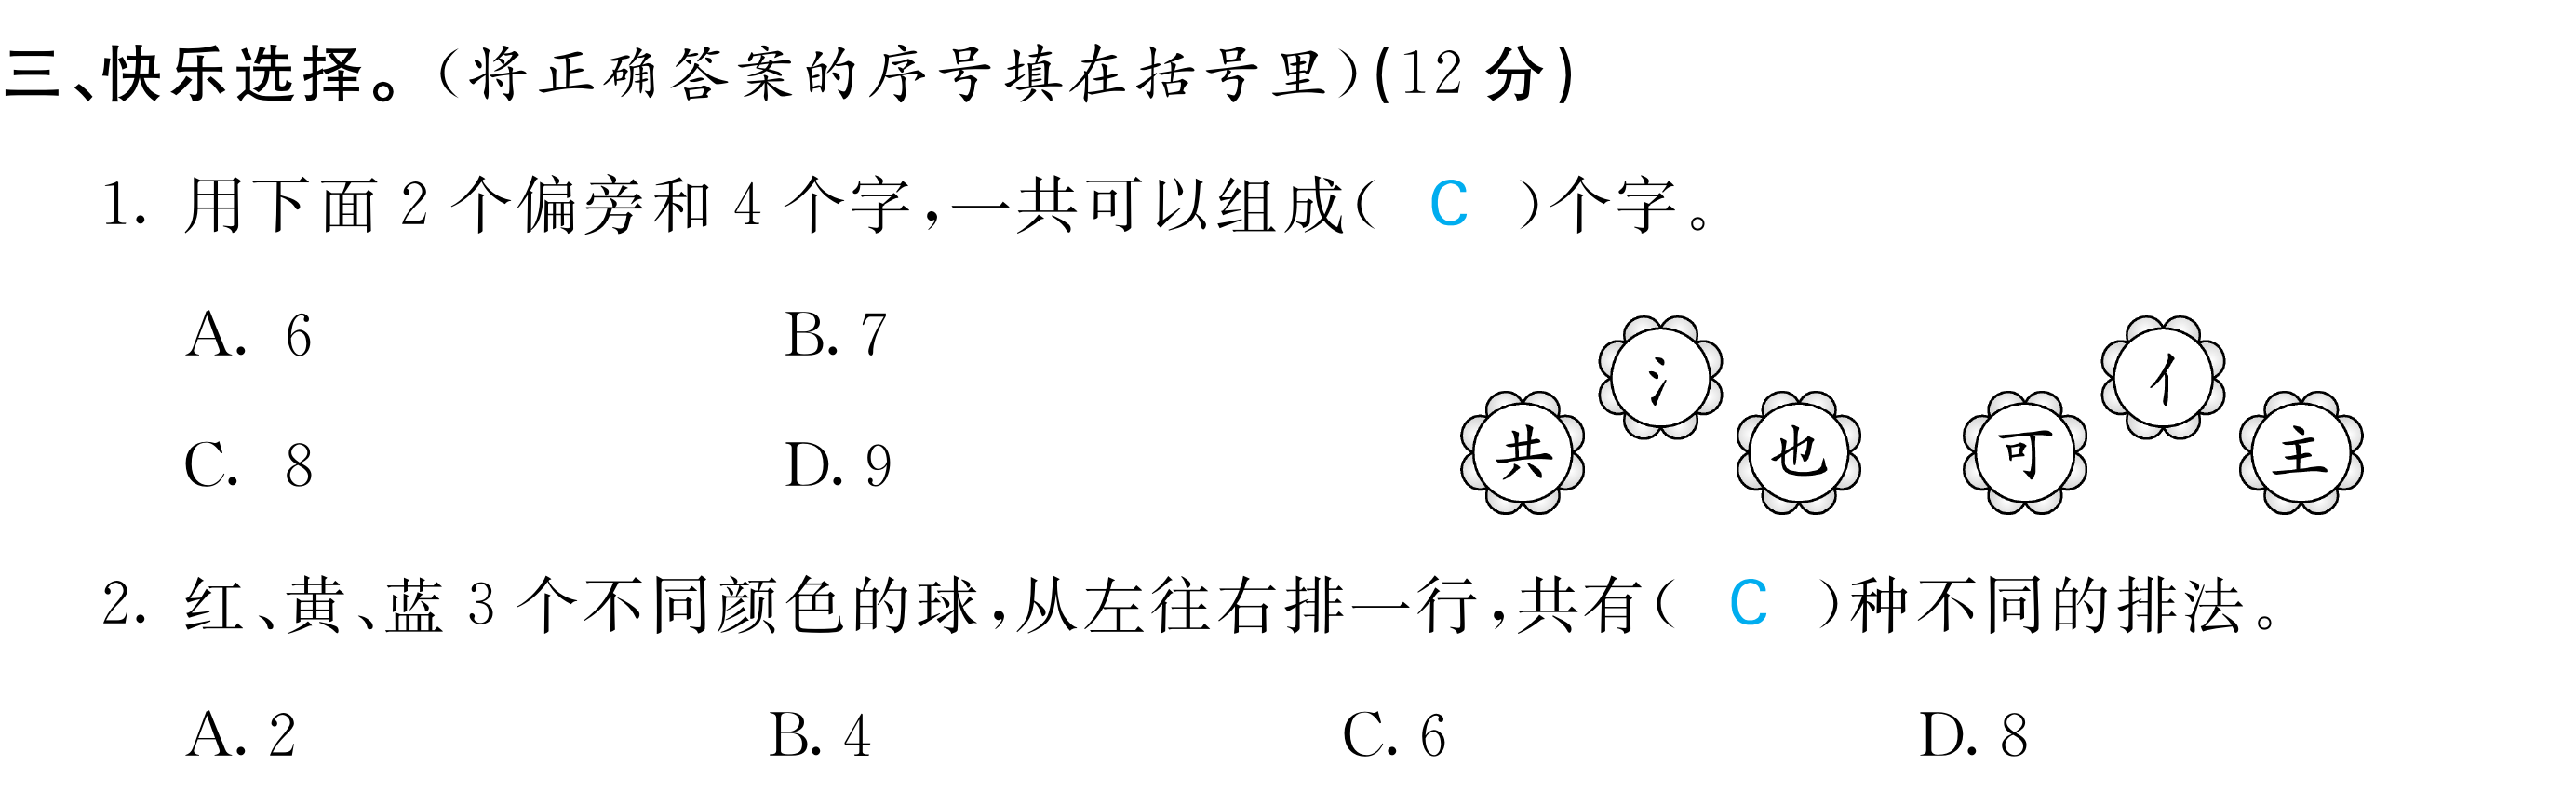 三、快乐选择。(将正确答案的序号填在括号里)(12 分)
1. 用下面 2 个偏旁和 4 个字,一共可以组成( C )个字。
A. 6 B. 7
氵 亻
共 也 可 主
C. 8 D. 9
2. 红、黄、蓝 3 个不同颜色的球,从左往右排一行,共有( C )种不同的排法。
A. 2 B. 4 C. 6 D. 8